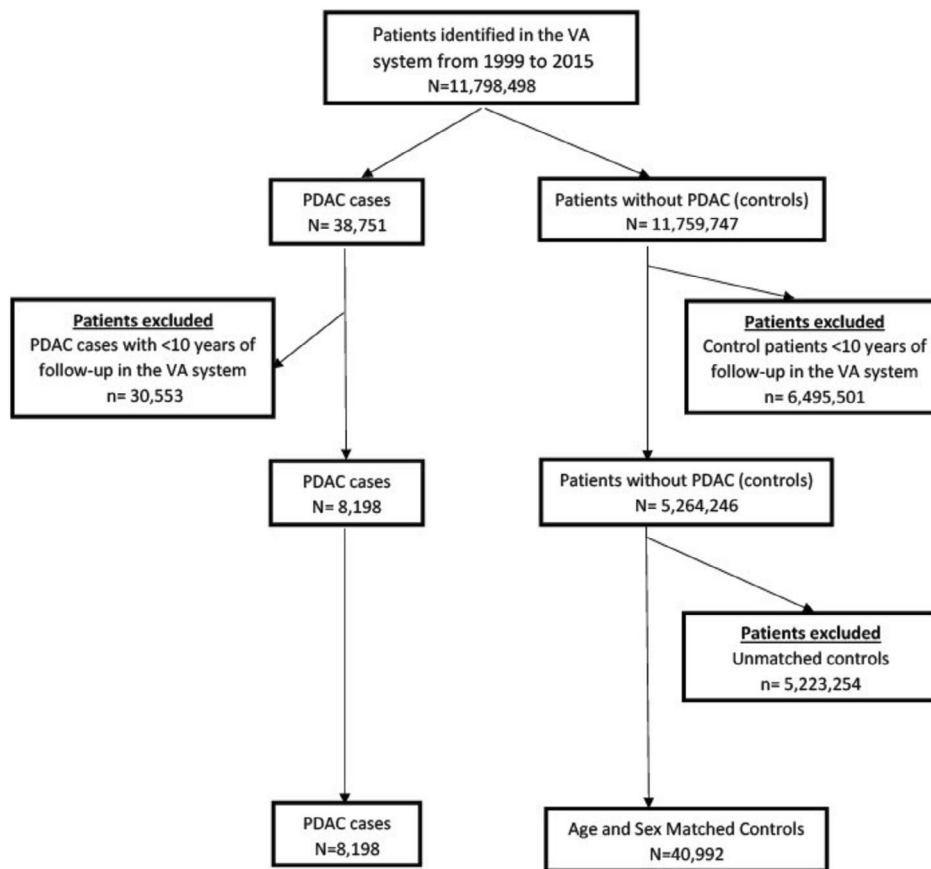 Patients identified in the VA
system from 1999 to 2015
N=11,798,498
PDAC cases
N= 38,751
Patients without PDAC (controls)
N= 11,759,747
Patients excluded
PDAC cases with <10 years of
follow-up in the VA system
n= 30,553
Patients excluded
Control patients <10 years of
follow-up in the VA system
n= 6,495,501
PDAC cases
N= 8,198
Patients without PDAC (controls)
N= 5,264,246
Patients excluded
Unmatched controls
n= 5,223,254
PDAC cases
N=8,198
Age and Sex Matched Controls
N=40,992